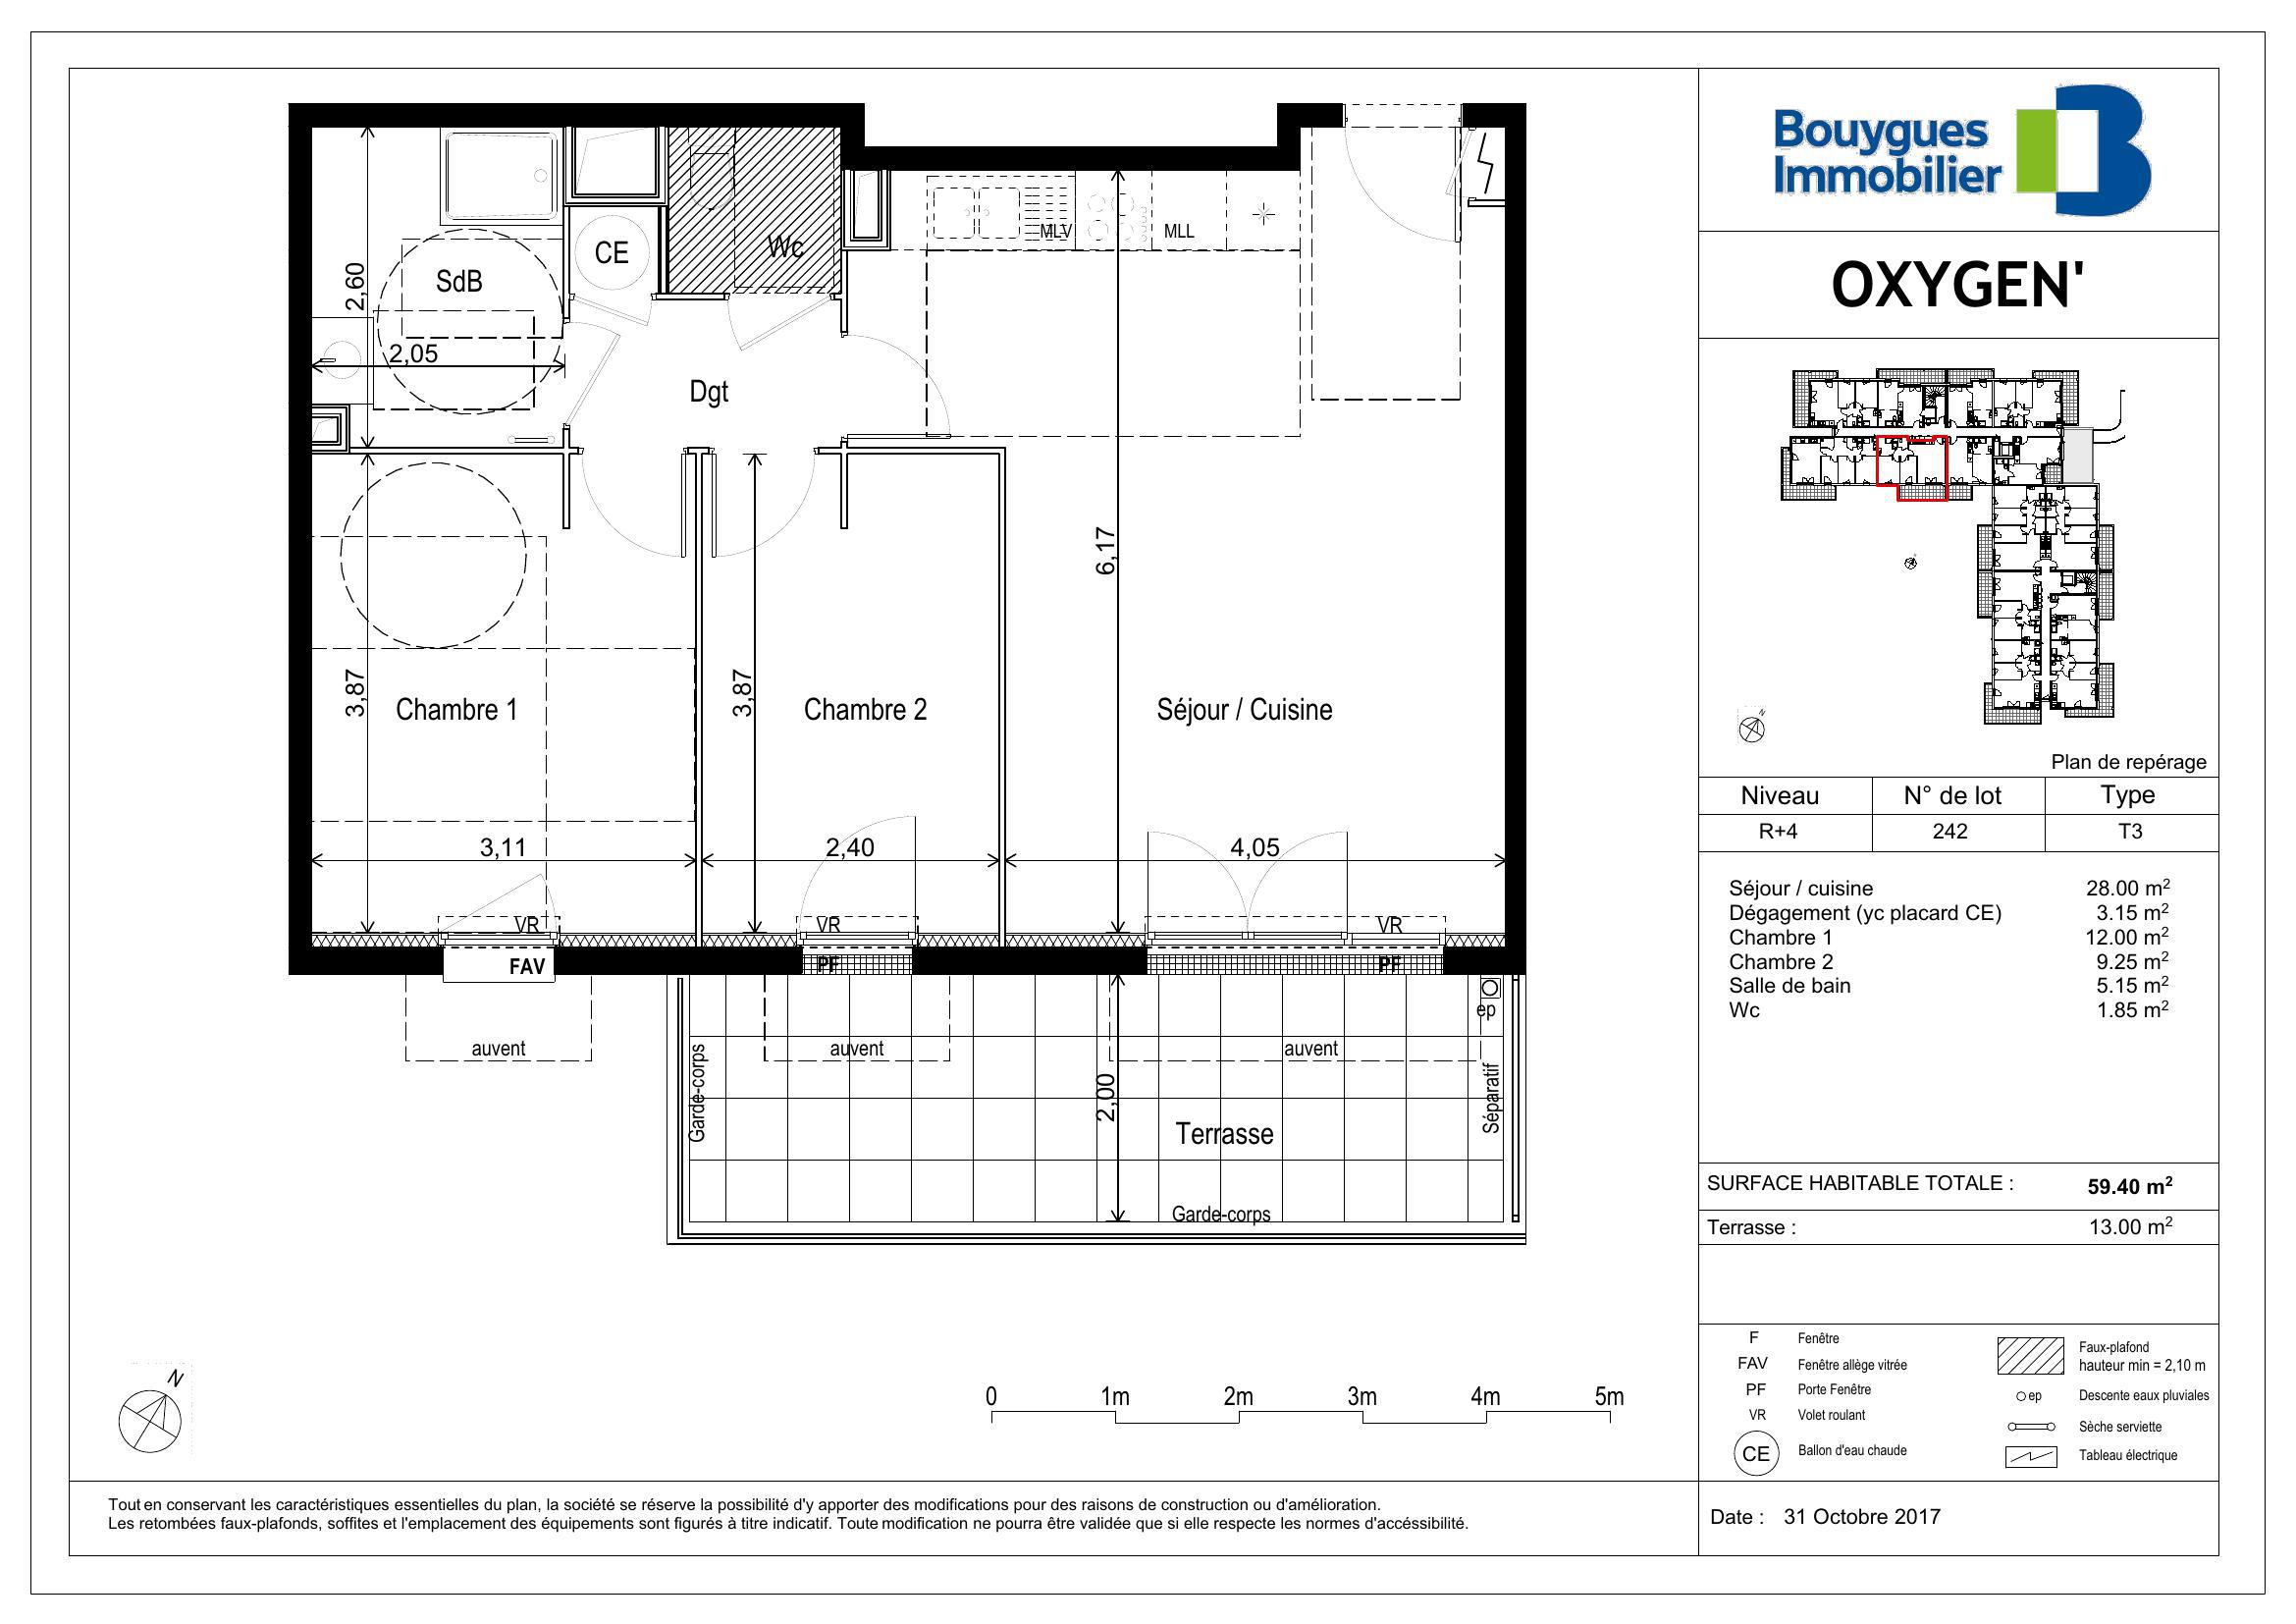 Bouygues
Immobilier
OXYGEN'
N
Plan de repérage
Niveau N° de lot Type
R+4 242 T3
Séjour / cuisine 28.00 m²
Dégagement (yc placard CE) 3.15 m²
Chambre 1 12.00 m²
Chambre 2 9.25 m²
Salle de bain 5.15 m²
Wc 1.85 m²
SURFACE HABITABLE TOTALE : 59.40 m²
Terrasse : 13.00 m²
F Fenêtre
FAV Fenêtre allège vitrée
PF Porte Fenêtre
VR Volet roulant
CE Ballon d'eau chaude
Faux-plafond
hauteur min = 2,10 m
ep Descente eaux pluviales
Sèche serviette
Tableau électrique
Date : 31 Octobre 2017
CE
Wc
MLV
MLL
SdB
2,60
2,05
Dgt
6,17
3,87
Chambre 1
3,87
Chambre 2
Séjour / Cuisine
3,11
2,40
4,05
VR
VR
VR
FAV
PF
PF
ep
auvent
auvent
auvent
Garde-corps
2,00
Séparatif
Terrasse
Garde-corps
N
0 1m 2m 3m 4m 5m
Tout en conservant les caractéristiques essentielles du plan, la société se réserve la possibilité d'y apporter des modifications pour des raisons de construction ou d'amélioration.
Les retombées faux-plafonds, soffites et l'emplacement des équipements sont figurés à titre indicatif. Toute modification ne pourra être validée que si elle respecte les normes d'accéssibilité.